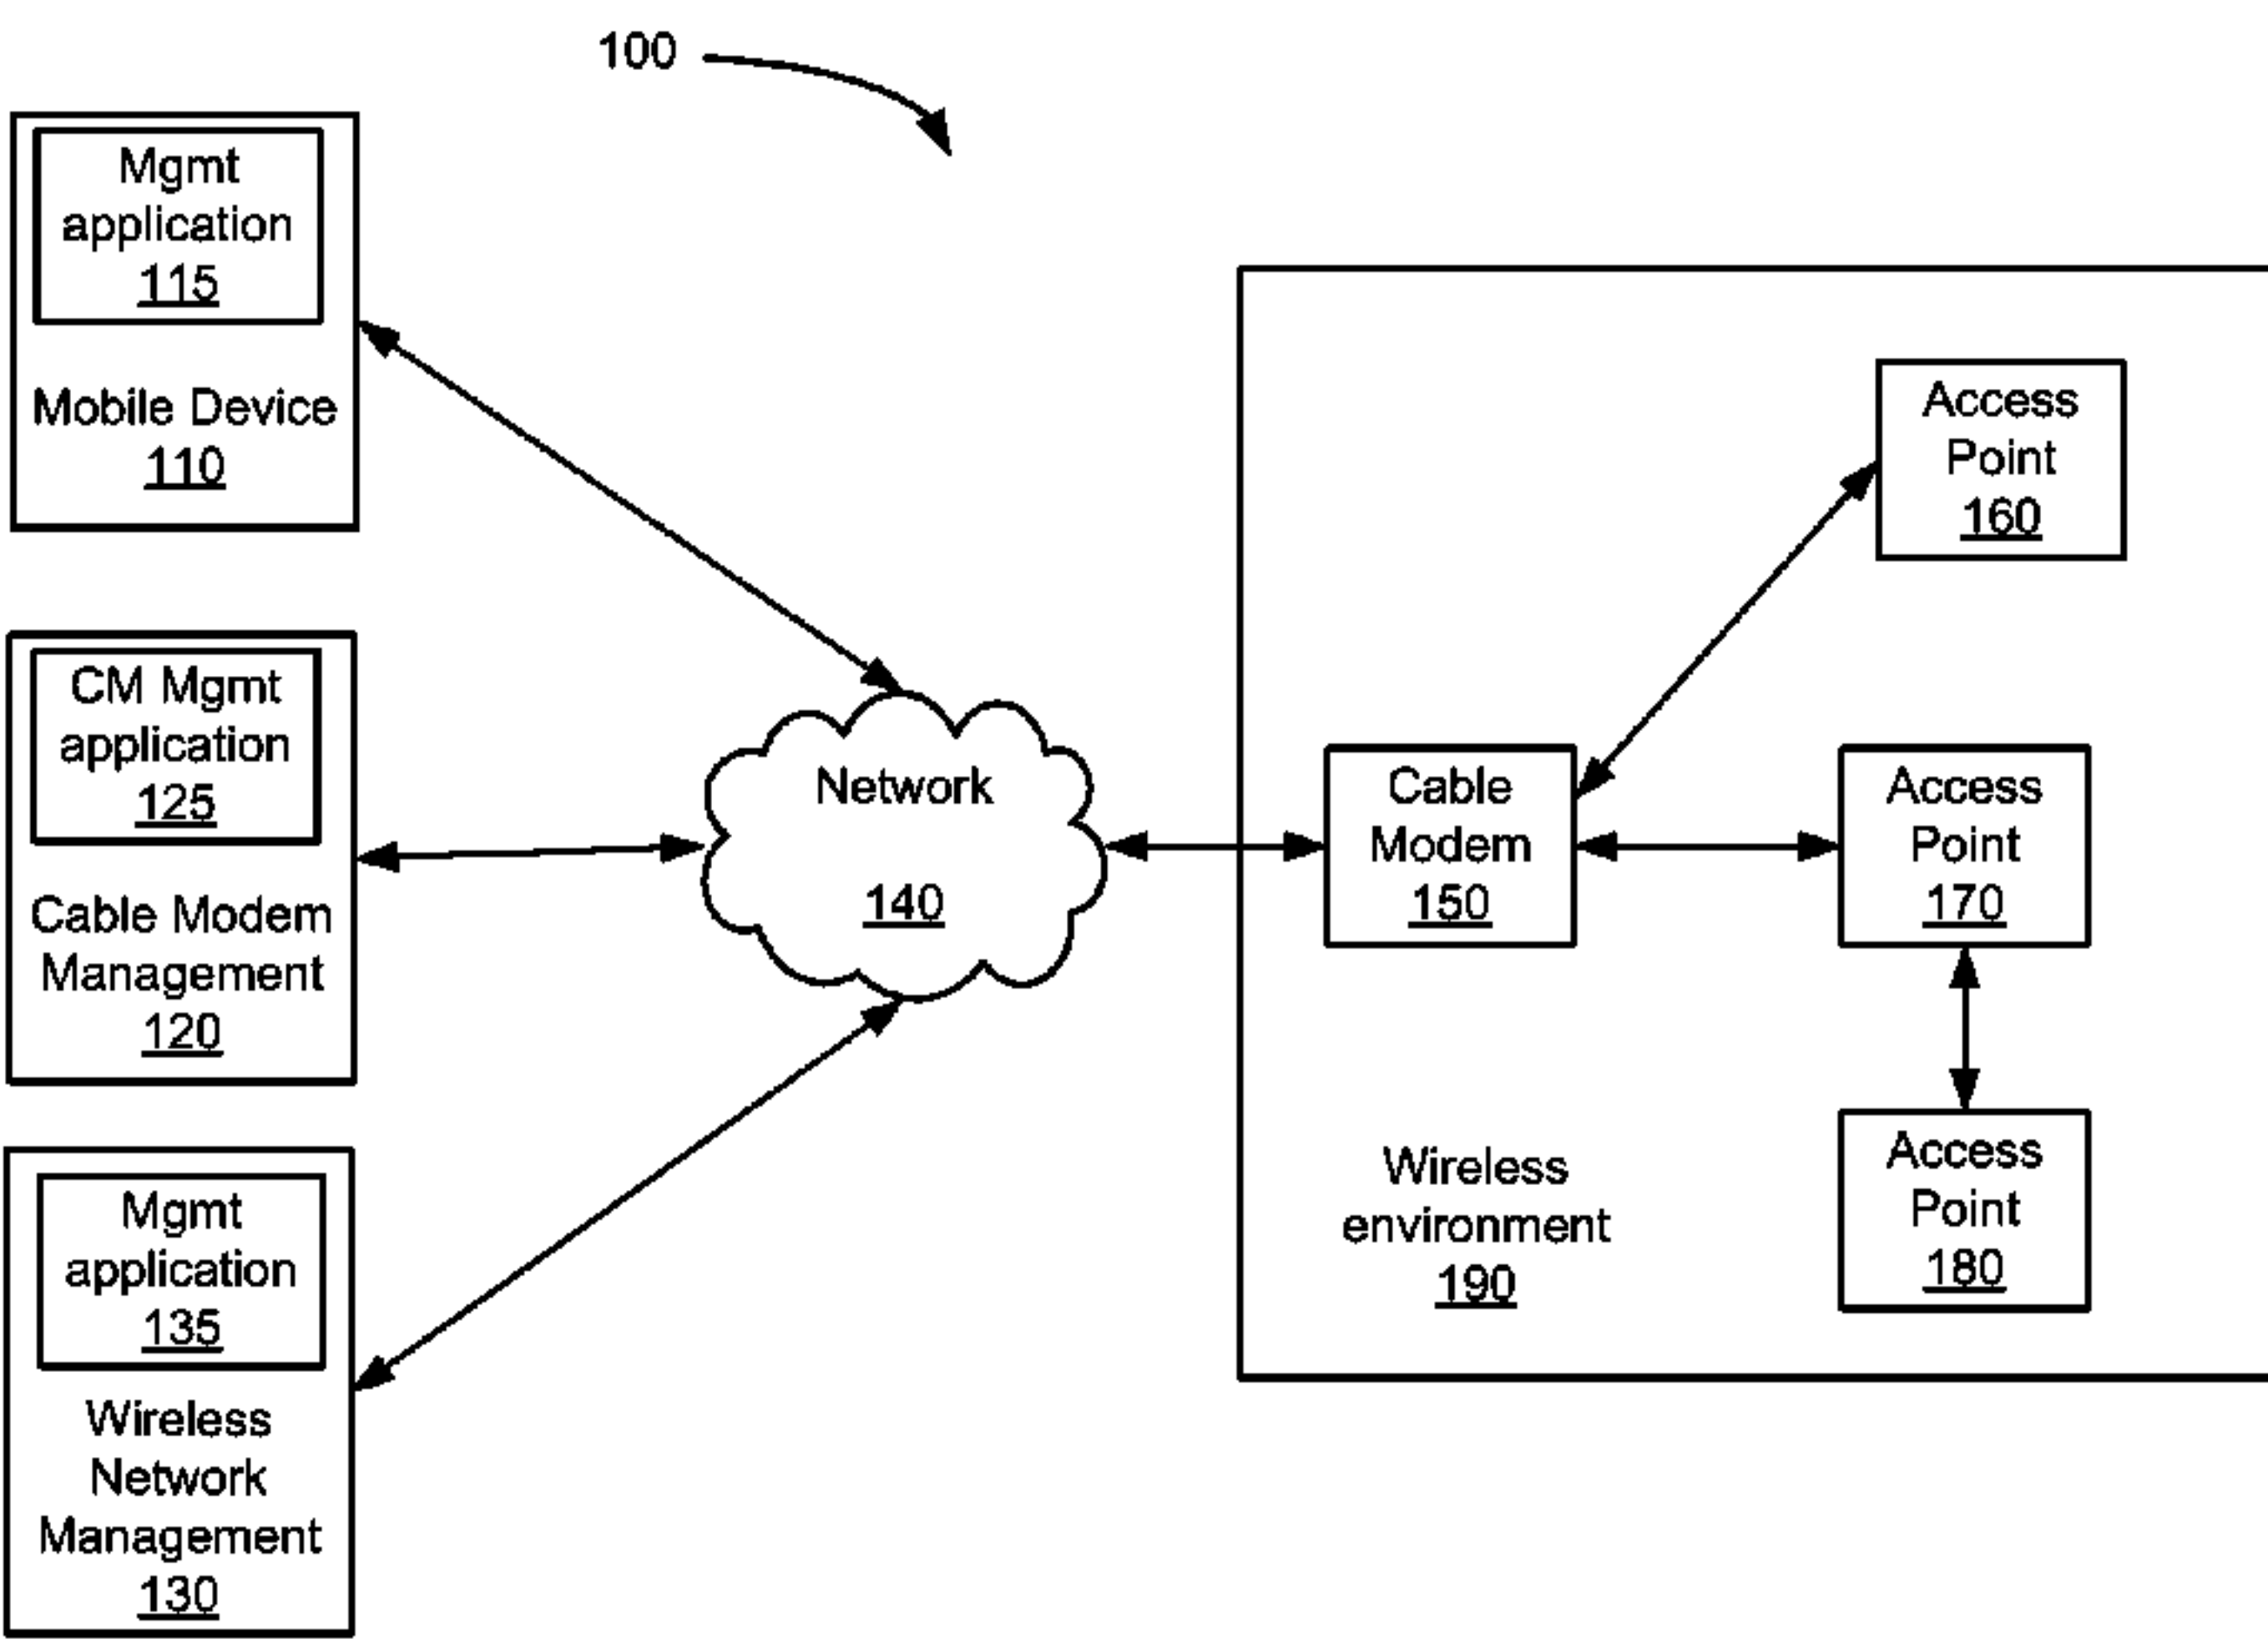 100
Mgmt
application
115
Mobile Device
110
CM Mgmt
application
125
Cable Modem
Management
120
Mgmt
application
135
Wireless
Network
Management
130
Network
140
Cable
Modem
150
Access
Point
160
Access
Point
170
Access
Point
180
Wireless
environment
190